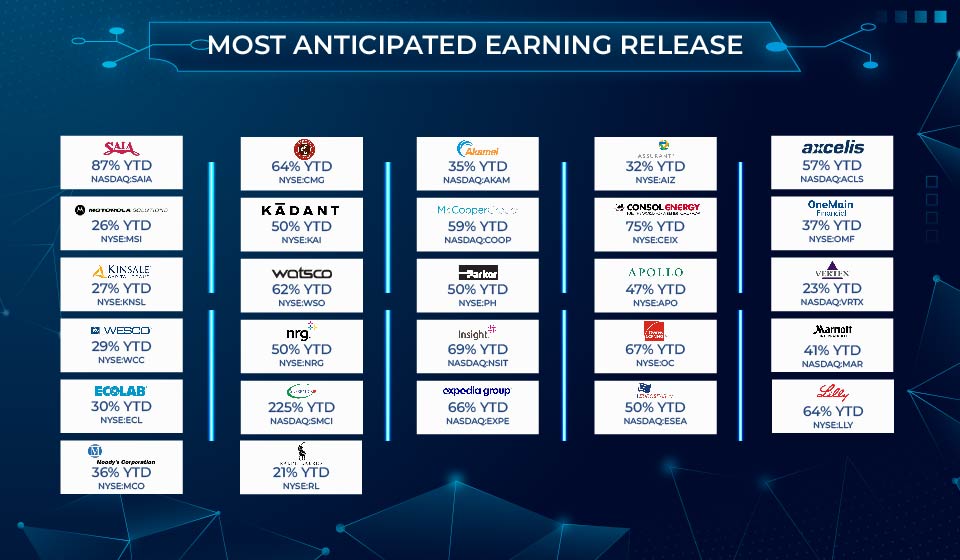 MOST ANTICIPATED EARNING RELEASE
SAIA
87% YTD
NASDAQ:SAIA
MOTOROLA SOLUTIONS
26% YTD
NYSE:MSI
KINSALE
27% YTD
NYSE:KNSL
WESCO
29% YTD
NYSE:WCC
ECOLAB
30% YTD
NYSE:ECL
M
Moody's Corporation
36% YTD
NYSE:MCO
64% YTD
NYSE:CMG
KADANT
50% YTD
NYSE:KAI
watsco
62% YTD
NYSE:WSO
nrg
50% YTD
NYSE:NRG
225% YTD
NASDAQ:SMCI
21% YTD
NYSE:RL
Akamai
35% YTD
NASDAQ:AKAM
Mr.Cooper Group
59% YTD
NASDAQ:COOP
Parker
50% YTD
NYSE:PH
Insight
69% YTD
NASDAQ:NSIT
expedia group
66% YTD
NASDAQ:EXPE
ASSURANT
32% YTD
NYSE:AIZ
CONSOL ENERGY
75% YTD
NYSE:CEIX
APOLLO
47% YTD
NYSE:APO
67% YTD
NYSE:OC
50% YTD
NASDAQ:ESEA
axcelis
57% YTD
NASDAQ:ACLS
OneMain
Financial
37% YTD
NYSE:OMF
VERTEX
23% YTD
NASDAQ:VRTX
Marriott
41% YTD
NASDAQ:MAR
Lilly
64% YTD
NYSE:LLY